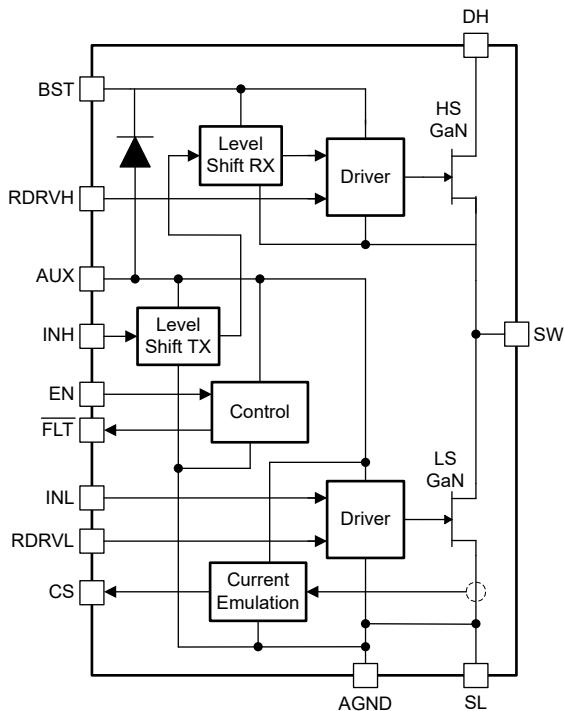 DH
BST
HS
GaN
Level
Shift RX
Driver
RDRVH
AUX
INH
Level
Shift TX
SW
EN
Control
FLT
LS
GaN
INL
Driver
RDRVL
Current
Emulation
CS
AGND
SL